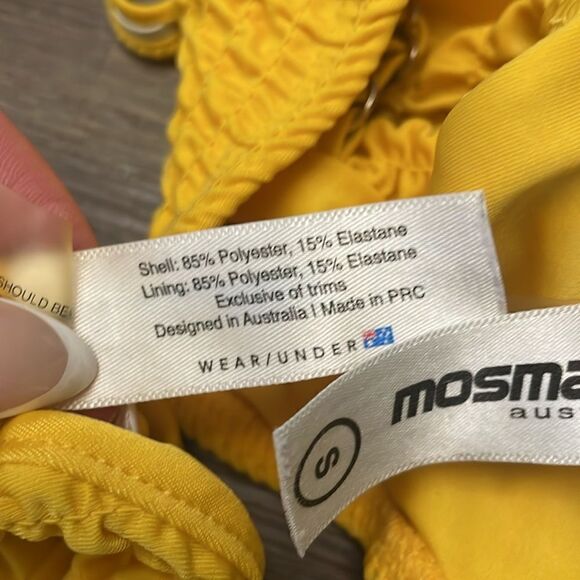 SHOULD BE
Shell: 85% Polyester, 15% Elastane
Lining: 85% Polyester, 15% Elastane
Exclusive of trims
Designed in Australia | Made in PRC
WEAR/UNDER
S
mosma
aus